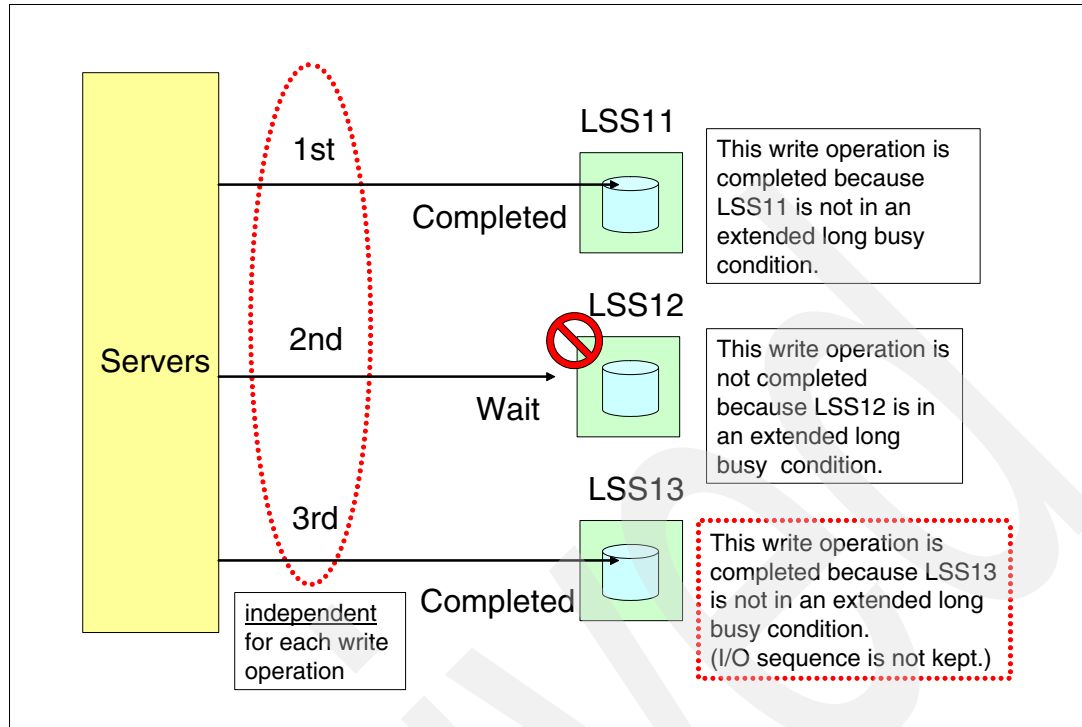 Servers
1st
Completed
LSS11
This write operation is
completed because
LSS11 is not in an
extended long busy
condition.
2nd
Wait
LSS12
This write operation is
not completed
because LSS12 is in
an extended long
busy condition.
3rd
Completed
LSS13
This write operation is
completed because LSS13
is not in an extended long
busy condition.
(I/O sequence is not kept.)
independent
for each write
operation